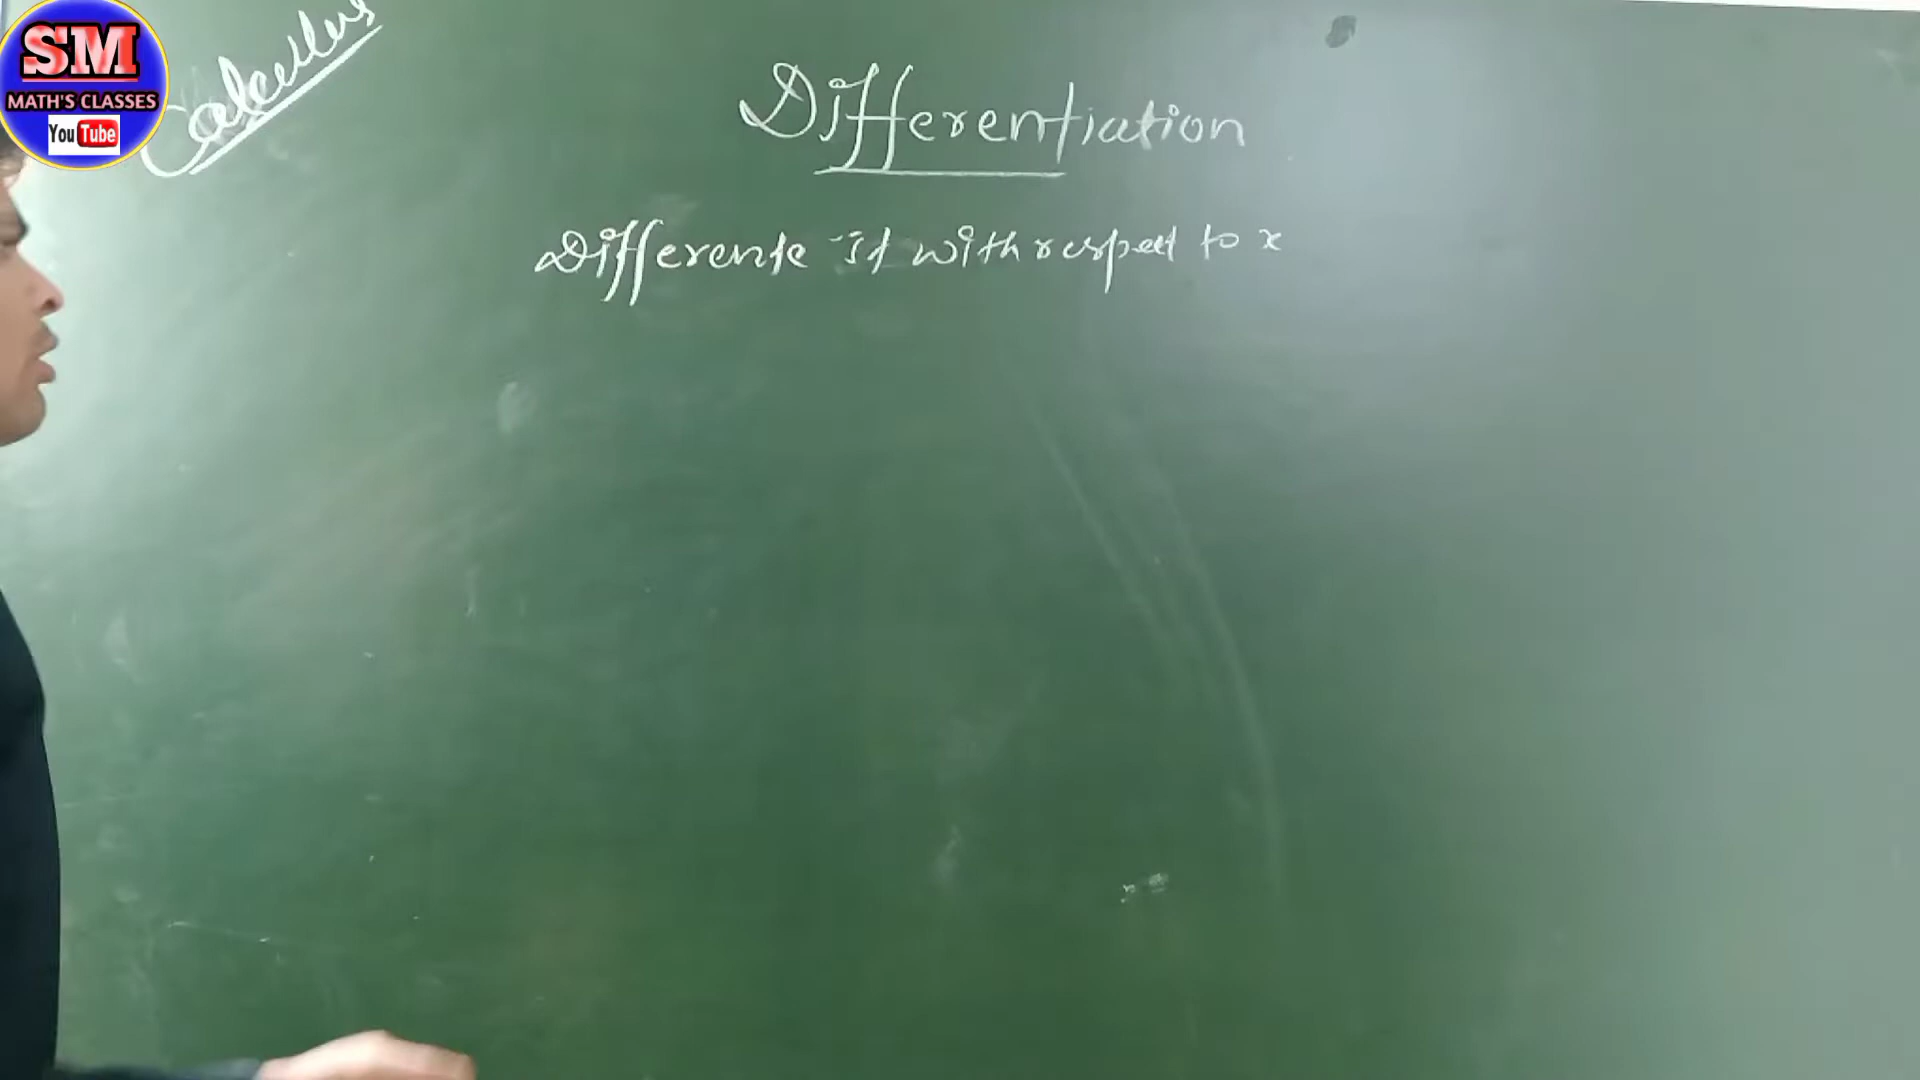 SM
MATH'S CLASSES
YouTube
Calculus
Differentiation
Differente it with respect to x